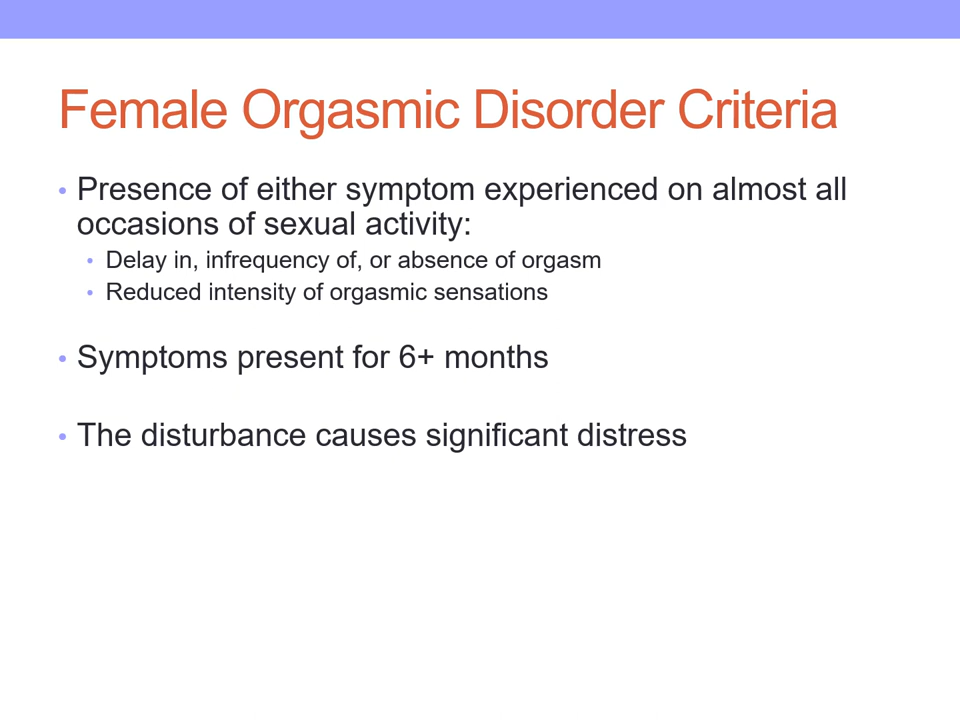 Female Orgasmic Disorder Criteria
• Presence of either symptom experienced on almost all
occasions of sexual activity:
• Delay in, infrequency of, or absence of orgasm
• Reduced intensity of orgasmic sensations
• Symptoms present for 6+ months
• The disturbance causes significant distress